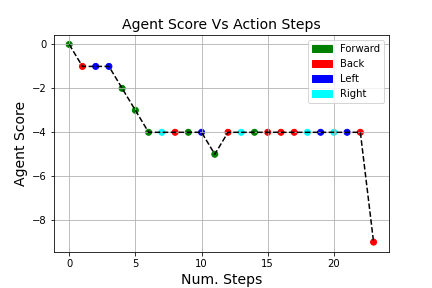 Agent Score Vs Action Steps
Agent Score
0
−2
−4
−6
−8
Forward
Back
Left
Right
0 5 10 15 20
Num. Steps